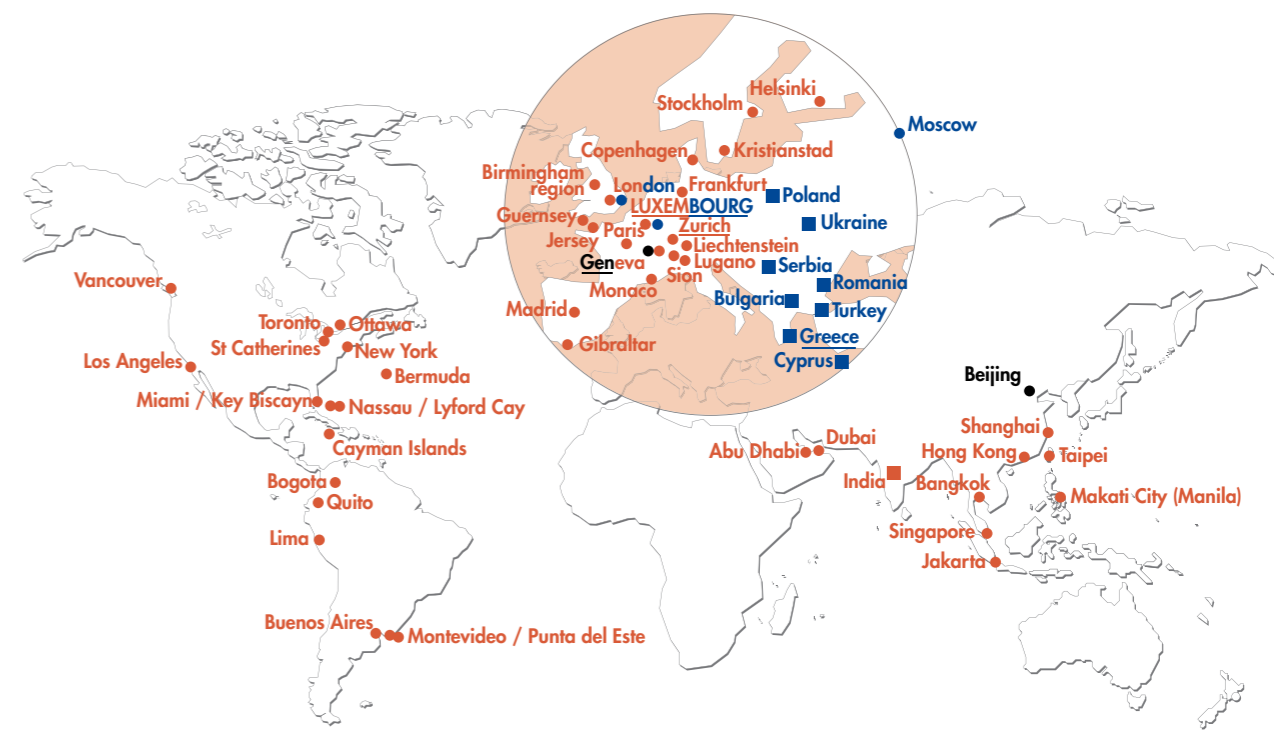 Helsinki
Stockholm
Moscow
Copenhagen
Kristianstad
Birmingham
region
London
Frankfurt
LUXEMBOURG
Poland
Guernsey
Paris
Zurich
Ukraine
Jersey
Liechtenstein
Geneva
Lugano
Serbia
Sion
Monaco
Romania
Bulgaria
Madrid
Turkey
Gibraltar
Greece
Cyprus
Vancouver
Toronto
Ottawa
St Catherines
New York
Los Angeles
Bermuda
Miami / Key Biscayn
Nassau / Lyford Cay
Cayman Islands
Bogota
Quito
Lima
Buenos Aires
Montevideo / Punta del Este
Beijing
Shanghai
Abu Dhabi
Dubai
Hong Kong
Taipei
India
Bangkok
Makati City (Manila)
Singapore
Jakarta